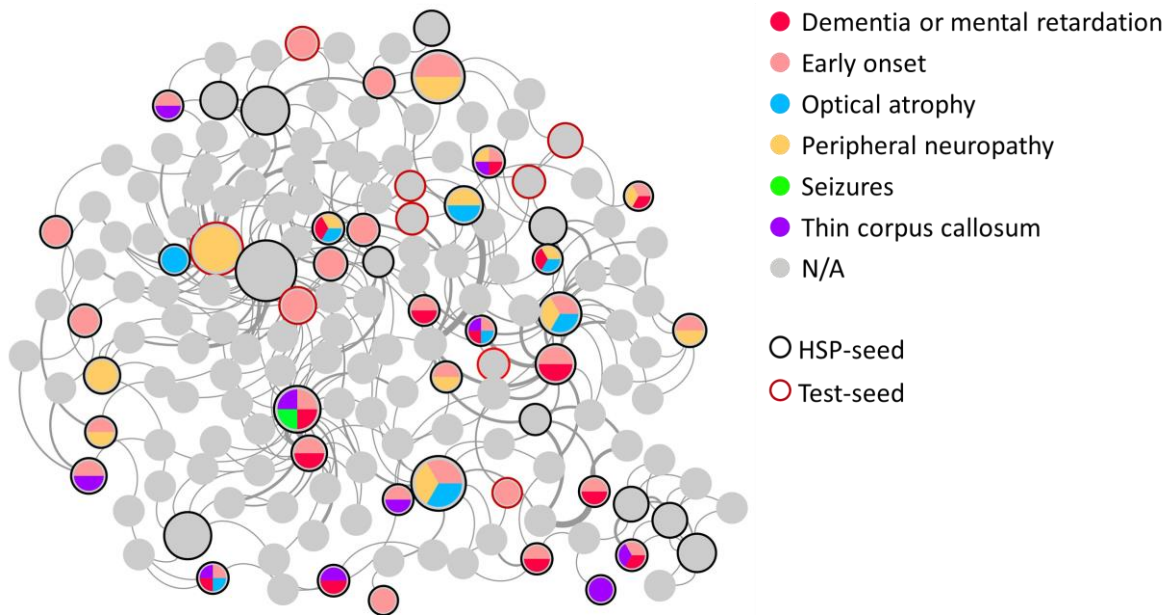 Dementia or mental retardation
Early onset
Optical atrophy
Peripheral neuropathy
Seizures
Thin corpus callosum
N/A
HSP-seed
Test-seed